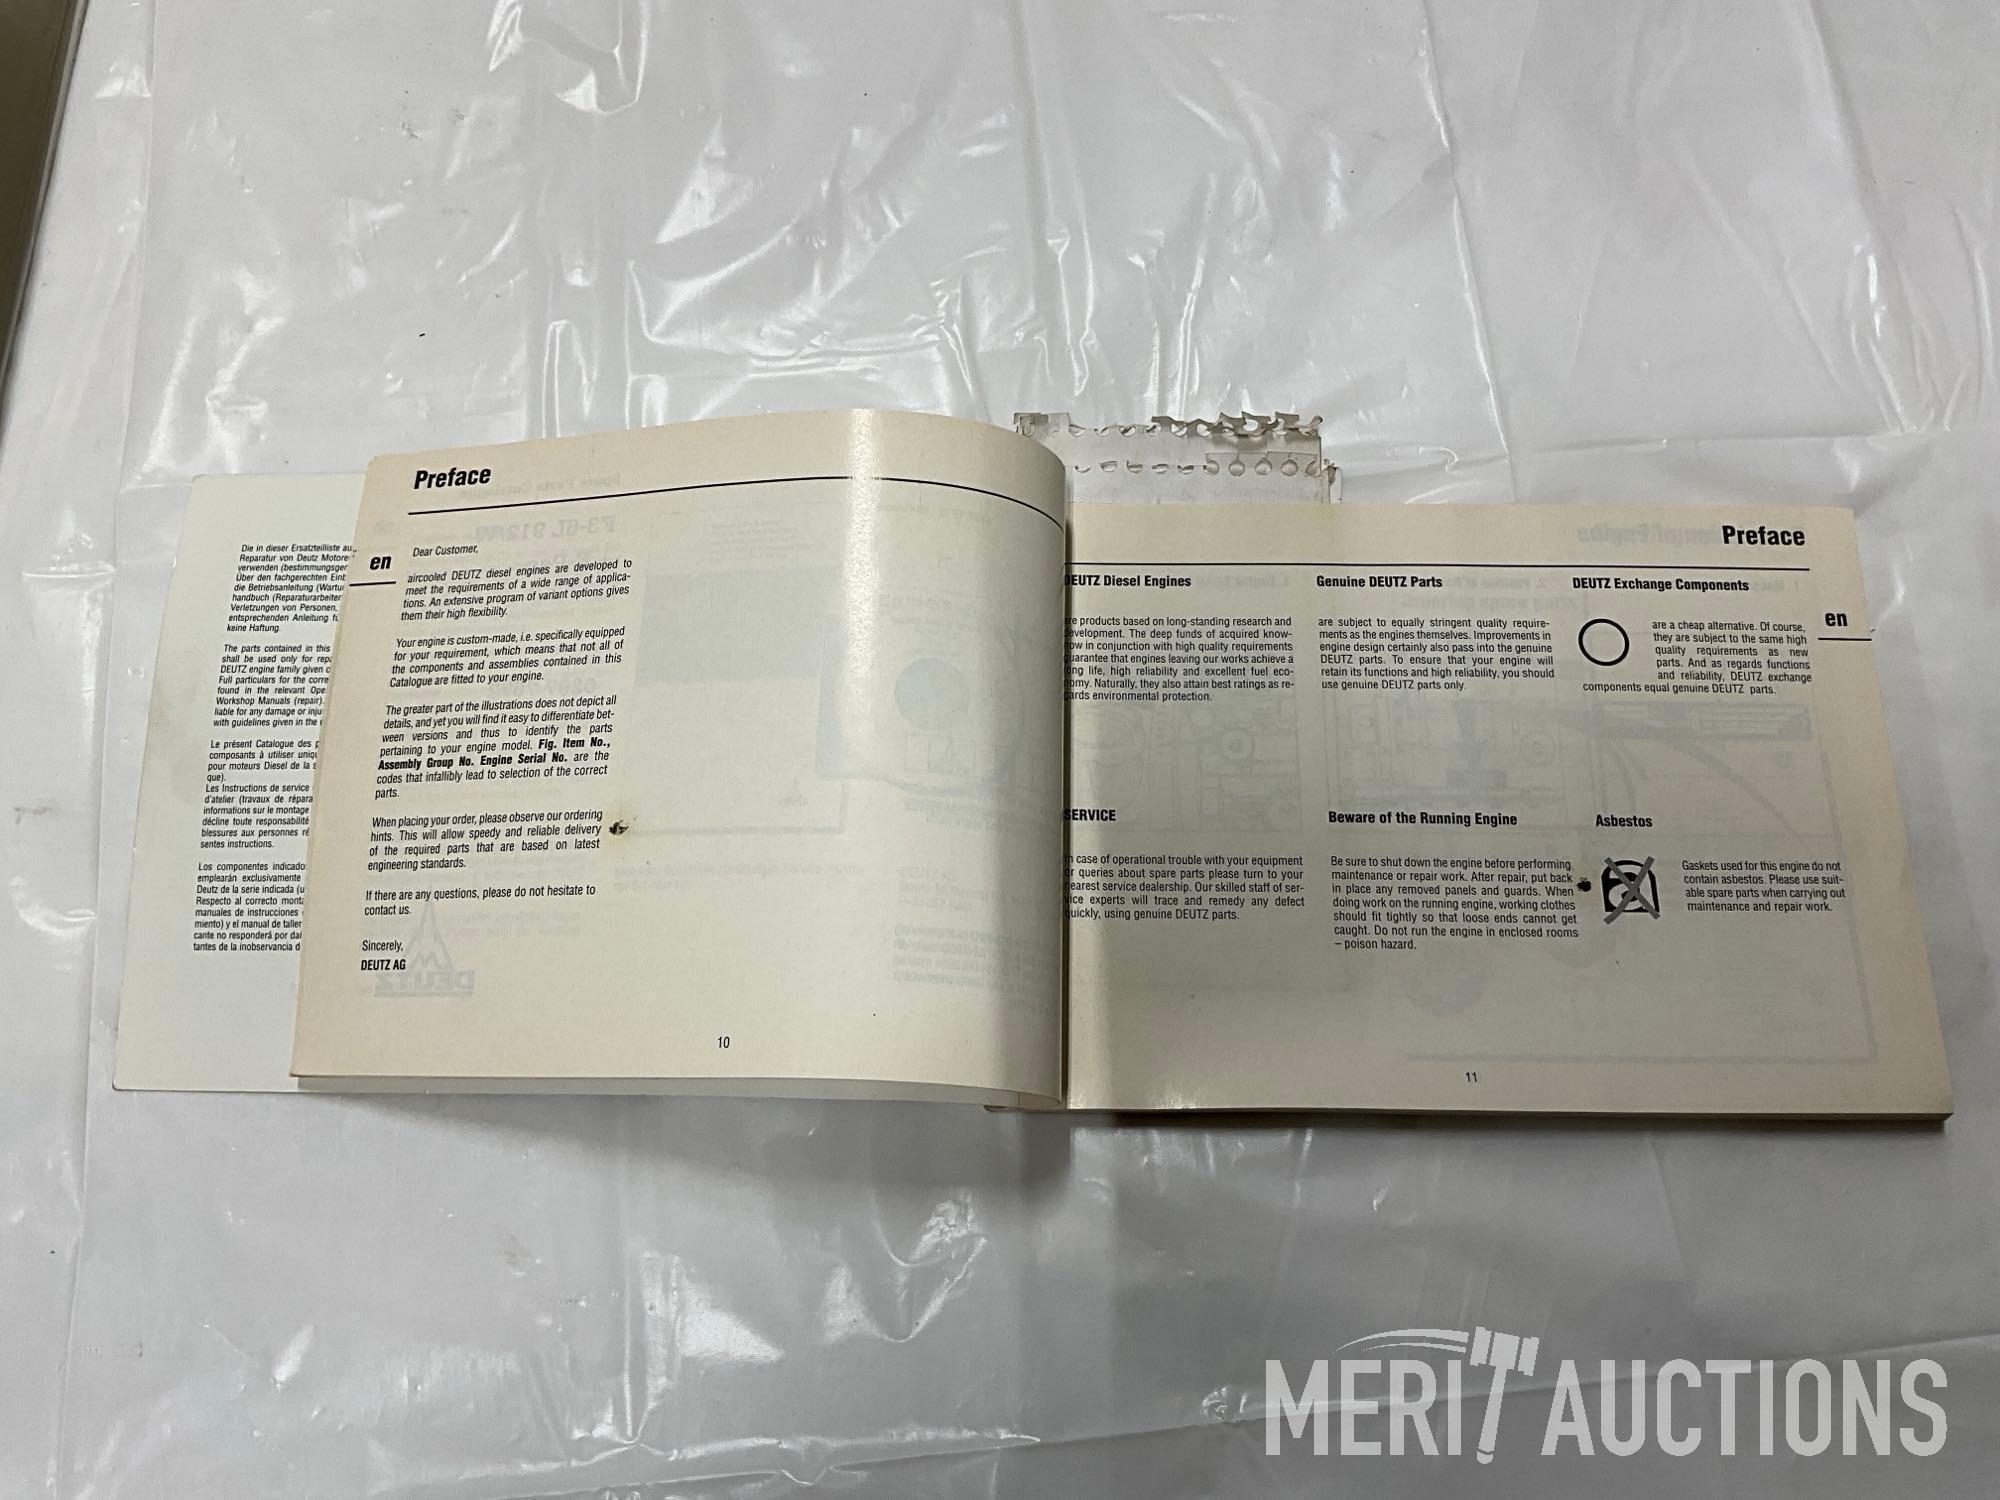 Die in dieser Ersatzteilliste au
Reparatur von Deutz Motore
verwenden (bestimmungsger
Über den fachgerechten Einb
die Betriebsanleitung (Wartu
handbuch (Reparaturarbeiter
Verletzungen von Personen,
entsprechenden Anleitung
keine Haftung.
The parts contained in this
shall be used only for repa
DEUTZ engine family given
Full particulars for the corre
found in the relevant Ope
Workshop Manuals (repair).
liable for any damage or inju
with guidelines given in the
Le présent Catalogue des
composants à utiliser uniq
pour moteurs Diesel de la s
que).
Les Instructions de service
d'atelier (travaux de répara
informations sur le montage
décline toute responsabilité
blessures aux personnes ré
sentes instructions.
Los componentes indicado
emplearán exclusivamente
Deutz de la serie indicada (u
Respecto al correcto monta
manuales de instrucciones
miento) y el manual de taller
cante no responderá por da
tantes de la inobservancia d
Preface
en
Dear Customer,
aircooled DEUTZ diesel engines are developed to
meet the requirements of a wide range of applica-
tions. An extensive program of variant options gives
them their high flexibility.
Your engine is custom-made, i.e. specifically equipped
for your requirement, which means that not all of
the components and assemblies contained in this
Catalogue are fitted to your engine.
The greater part of the illustrations does not depict all
details, and yet you will find it easy to differentiate bet-
ween versions and thus to identify the parts
pertaining to your engine model. Fig. Item No.,
Assembly Group No. Engine Serial No. are the
codes that infallibly lead to selection of the correct
parts.
When placing your order, please observe our ordering
hints. This will allow speedy and reliable delivery
of the required parts that are based on latest
engineering standards.
If there are any questions, please do not hesitate to
contact us.
Sincerely,
DEUTZ AG
10
Preface
en
DEUTZ Diesel Engines
are products based on long-standing research and
development. The deep funds of acquired know-
how in conjunction with high quality requirements
guarantee that engines leaving our works achieve a
long life, high reliability and excellent fuel eco-
nomy. Naturally, they also attain best ratings as re-
gards environmental protection.
Genuine DEUTZ Parts
are subject to equally stringent quality require-
ments as the engines themselves. Improvements in
engine design certainly also pass into the genuine
DEUTZ parts. To ensure that your engine will
retain its functions and high reliability, you should
use genuine DEUTZ parts only.
DEUTZ Exchange Components
are a cheap alternative. Of course,
they are subject to the same high
quality requirements as new
parts. And as regards functions
and reliability, DEUTZ exchange
components equal genuine DEUTZ parts.
SERVICE
In case of operational trouble with your equipment
or queries about spare parts please turn to your
nearest service dealership. Our skilled staff of ser-
vice experts will trace and remedy any defect
quickly, using genuine DEUTZ parts.
Beware of the Running Engine
Be sure to shut down the engine before performing
maintenance or repair work. After repair, put back
in place any removed panels and guards. When
doing work on the running engine, working clothes
should fit tightly so that loose ends cannot get
caught. Do not run the engine in enclosed rooms
– poison hazard.
Asbestos
Gaskets used for this engine do not
contain asbestos. Please use suit-
able spare parts when carrying out
maintenance and repair work.
11
MERIT AUCTIONS